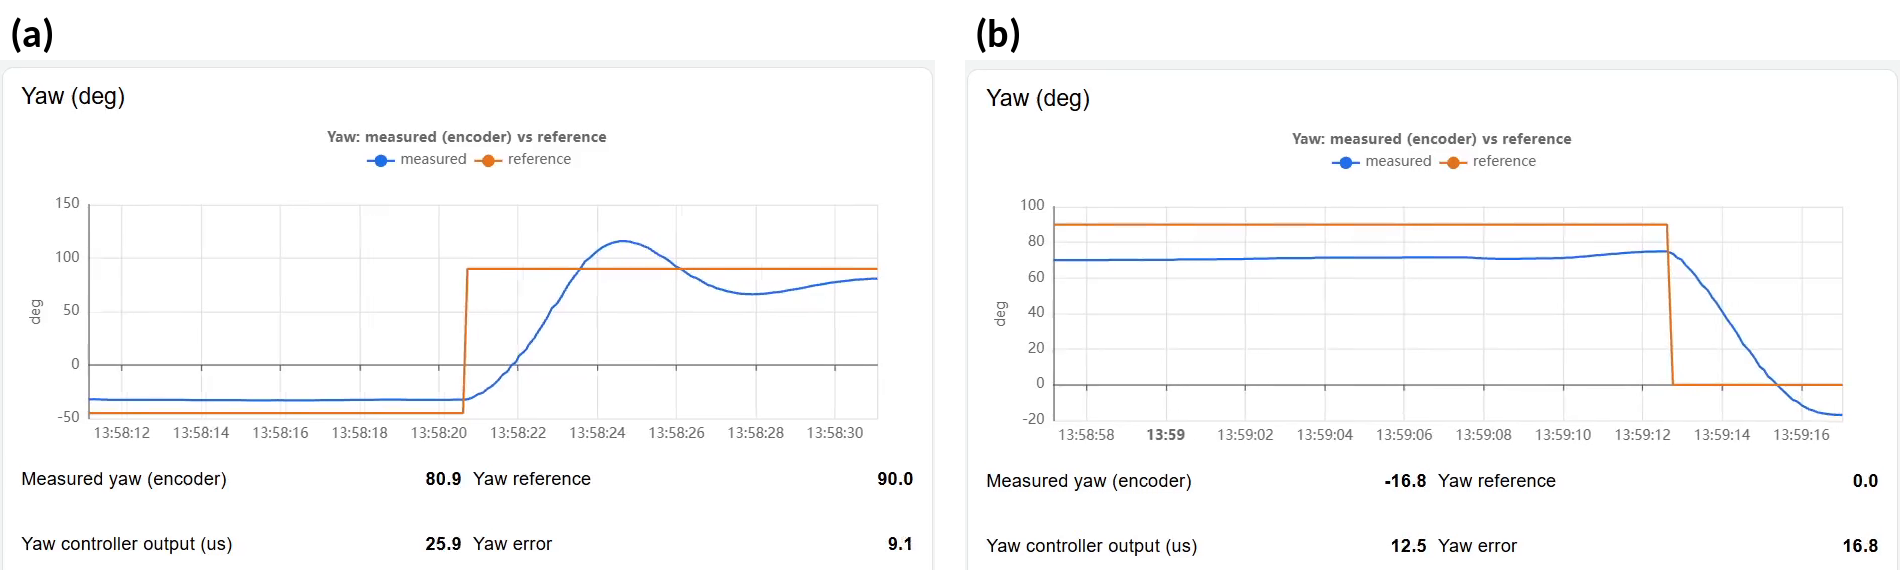 (a)
Yaw (deg)
Yaw: measured (encoder) vs reference
measured reference
150
100
50
0
-50
deg
13:58:12 13:58:14 13:58:16 13:58:18 13:58:20 13:58:22 13:58:24 13:58:26 13:58:28 13:58:30
Measured yaw (encoder) 80.9 Yaw reference 90.0
Yaw controller output (us) 25.9 Yaw error 9.1
(b)
Yaw (deg)
Yaw: measured (encoder) vs reference
measured reference
100
80
60
40
20
0
-20
deg
13:58:58 13:59 13:59:02 13:59:04 13:59:06 13:59:08 13:59:10 13:59:12 13:59:14 13:59:16
Measured yaw (encoder) -16.8 Yaw reference 0.0
Yaw controller output (us) 12.5 Yaw error 16.8